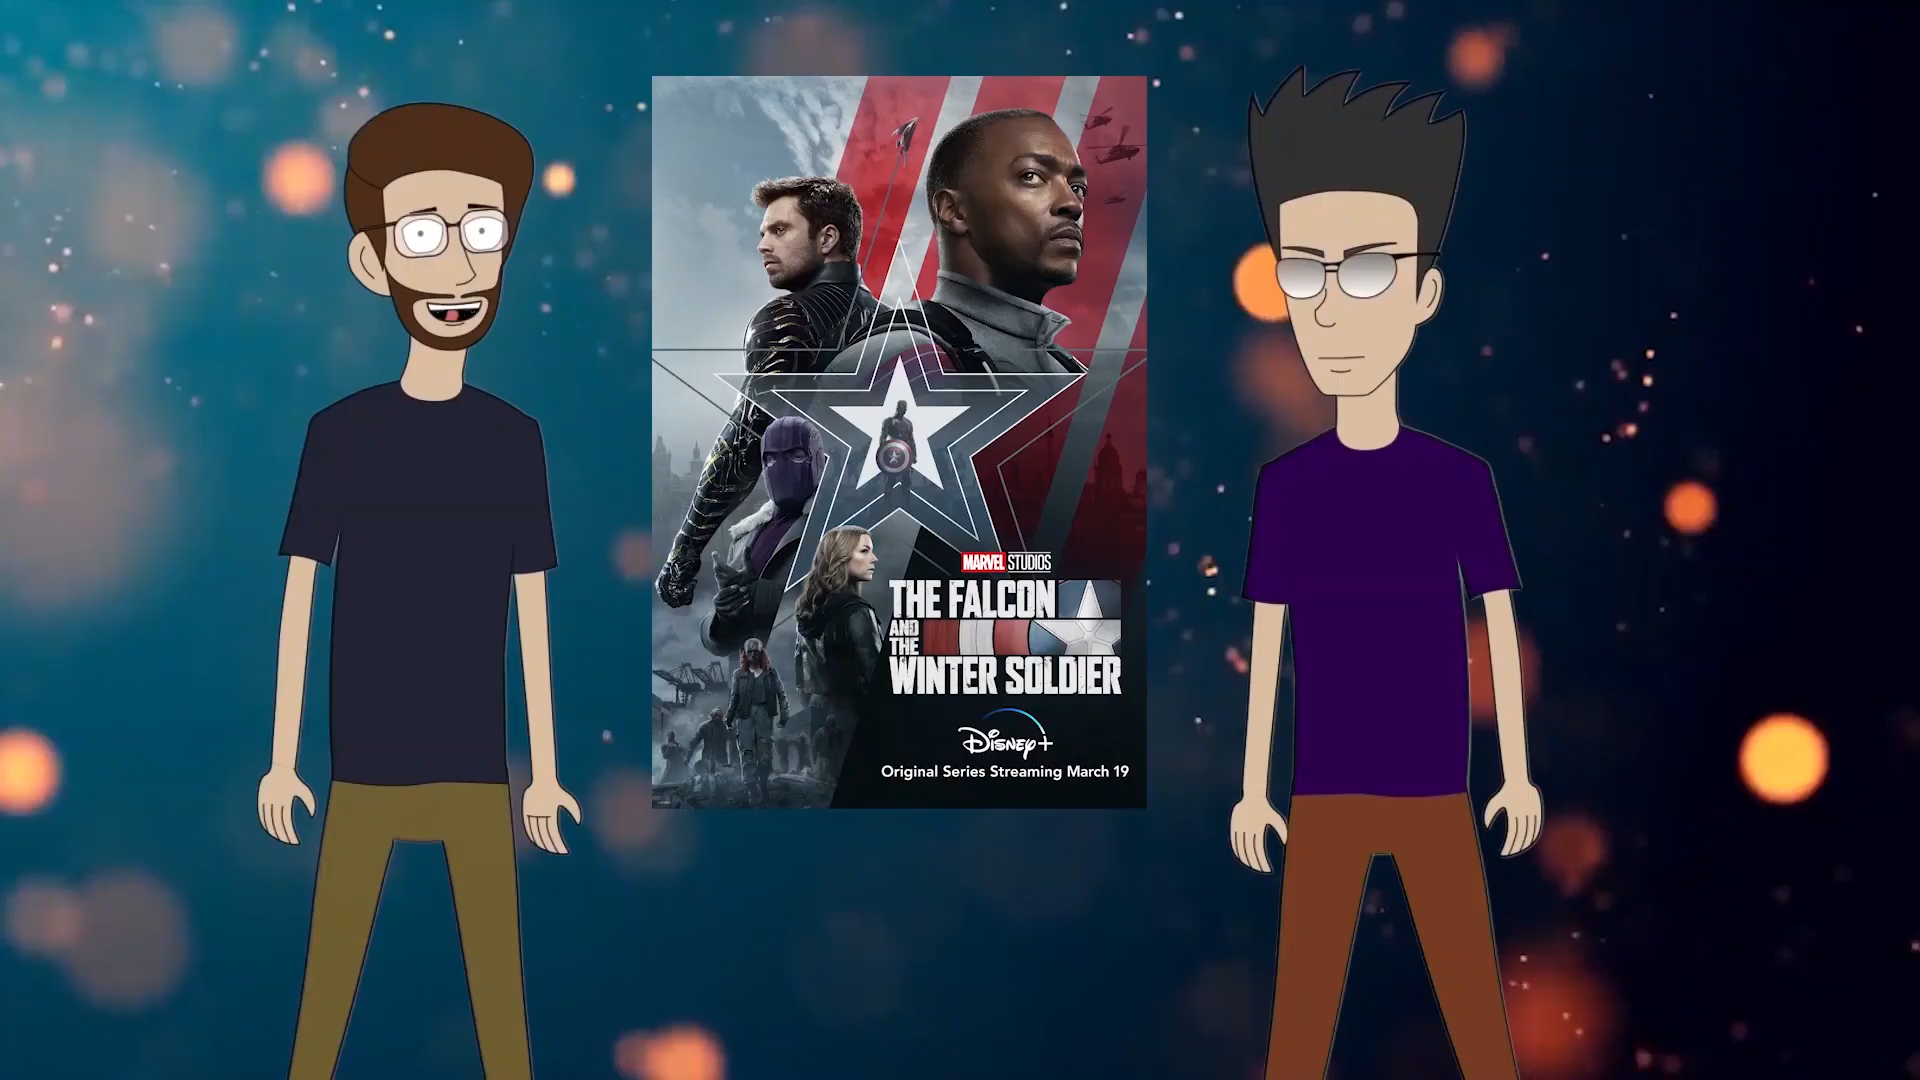 MARVEL STUDIOS
THE FALCON
AND
THE
WINTER SOLDIER
Disney+
Original Series Streaming March 19